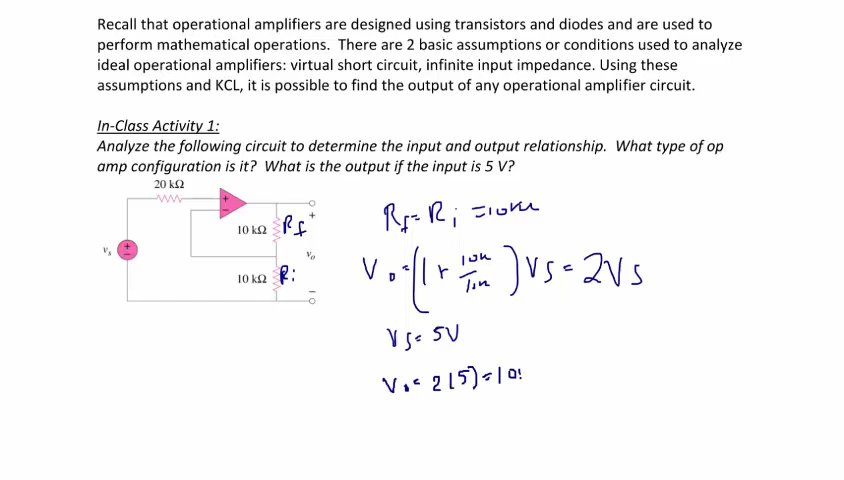 Recall that operational amplifiers are designed using transistors and diodes and are used to
perform mathematical operations.  There are 2 basic assumptions or conditions used to analyze
ideal operational amplifiers: virtual short circuit, infinite input impedance. Using these
assumptions and KCL, it is possible to find the output of any operational amplifier circuit.
In-Class Activity 1:
Analyze the following circuit to determine the input and output relationship.  What type of op
amp configuration is it?  What is the output if the input is 5 V?
20 kΩ
+
−
+
10 kΩ Rf
vs + −
vo
10 kΩ Ri
−
Rf = Ri = 10k
Vo = (1 + 10k/10k) Vs = 2Vs
Vs = 5V
Vo = 2(5) = 10